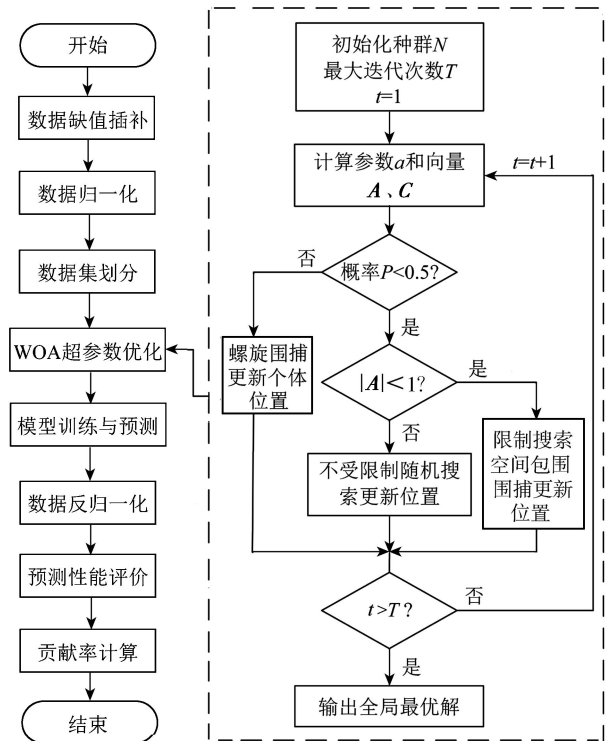 开始
数据缺值插补
数据归一化
数据集划分
WOA超参数优化
模型训练与预测
数据反归一化
预测性能评价
贡献率计算
结束
初始化种群N
最大迭代次数T
t=1
计算参数a和向量
A、C
t=t+1
概率P<0.5?
否
是
螺旋围捕
更新个体
位置
|A|<1?
是
否
不受限制随机搜
索更新位置
限制搜索
空间包围
围捕更新
位置
t>T?
否
是
输出全局最优解